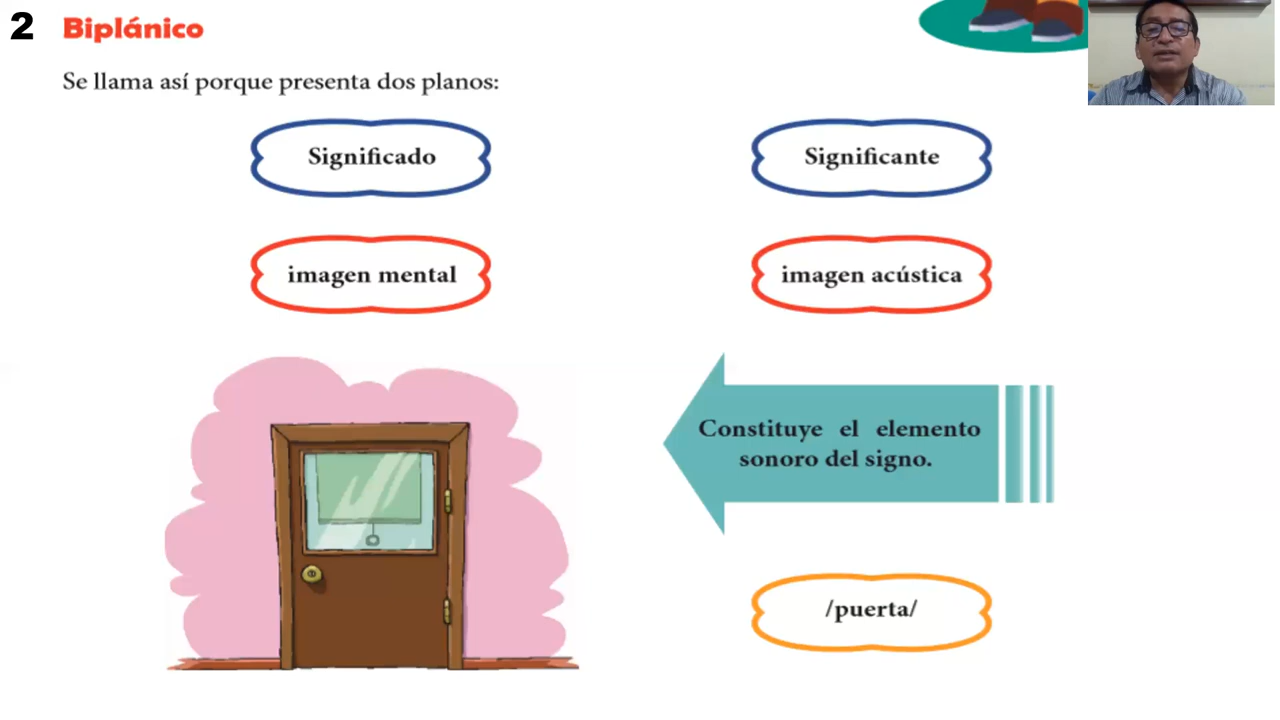 2 Biplánico
Se llama así porque presenta dos planos:
Significado
Significante
imagen mental
imagen acústica
Constituye el elemento
sonoro del signo.
/puerta/